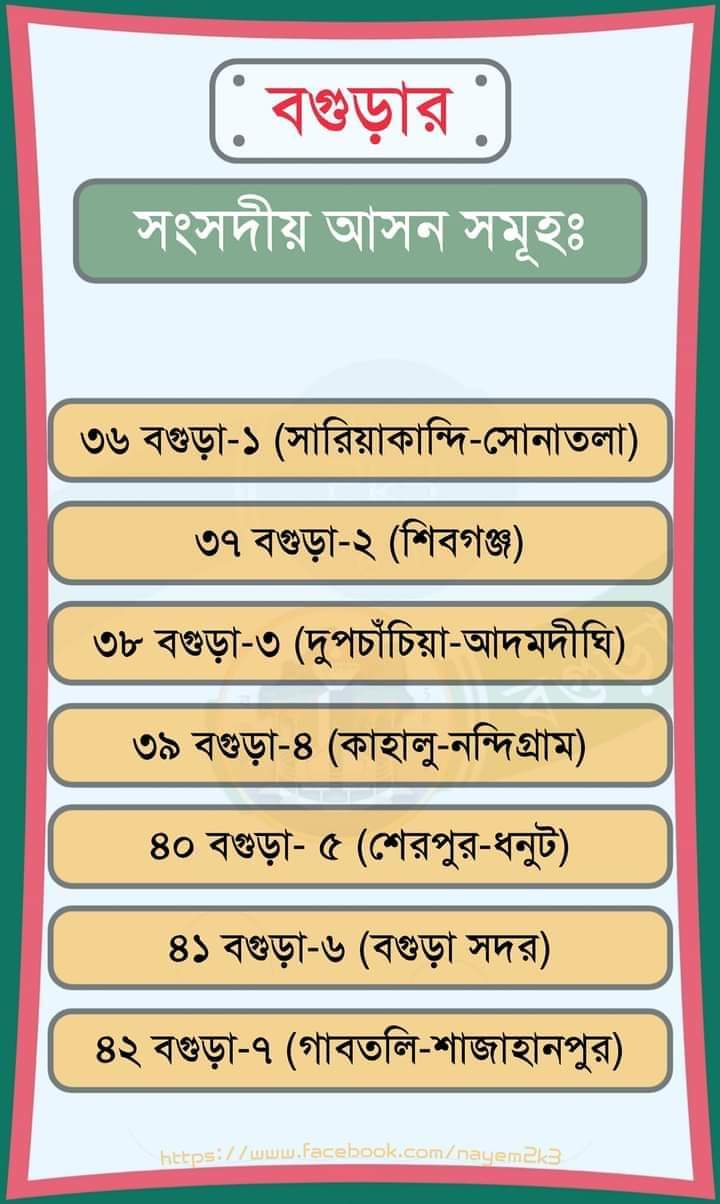 বগুড়ার
সংসদীয় আসন সমূহঃ
৩৬ বগুড়া-১ (সারিয়াকান্দি-সোনাতলা)
৩৭ বগুড়া-২ (শিবগঞ্জ)
৩৮ বগুড়া-৩ (দুপচাঁচিয়া-আদমদীঘি)
৩৯ বগুড়া-৪ (কাহালু-নন্দিগ্রাম)
৪০ বগুড়া- ৫ (শেরপুর-ধনুট)
৪১ বগুড়া-৬ (বগুড়া সদর)
৪২ বগুড়া-৭ (গাবতলি-শাজাহানপুর)
https://www.facebook.com/nayem2k3